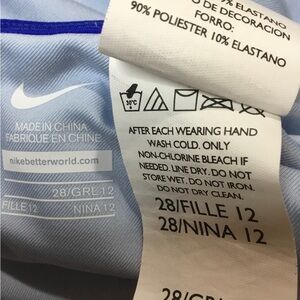 % ELASTANO
O DE DECORACION
FORRO:
90% POLIESTER 10% ELASTANO
MADE IN CHINA
FABRIQUÉ EN CHINE
nikebetterworld.com
28/GRL 12
FILLE 12
NINA 12
30°C
AFTER EACH WEARING HAND
WASH COLD. ONLY
NON-CHLORINE BLEACH IF
NEEDED. LINE DRY. DO NOT
STORE WET. DO NOT IRON.
DO NOT DRY CLEAN.
28/FILLE 12
28/NINA 12
28/GRL